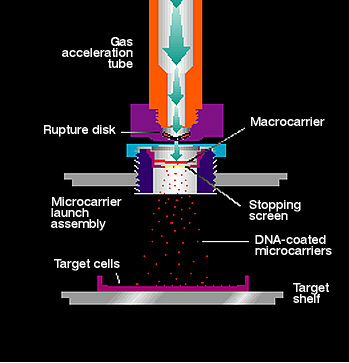 Gas
acceleration
tube
Rupture disk
Macrocarrier
Microcarrier
launch
assembly
Stopping
screen
DNA-coated
microcarriers
Target cells
Target
shelf